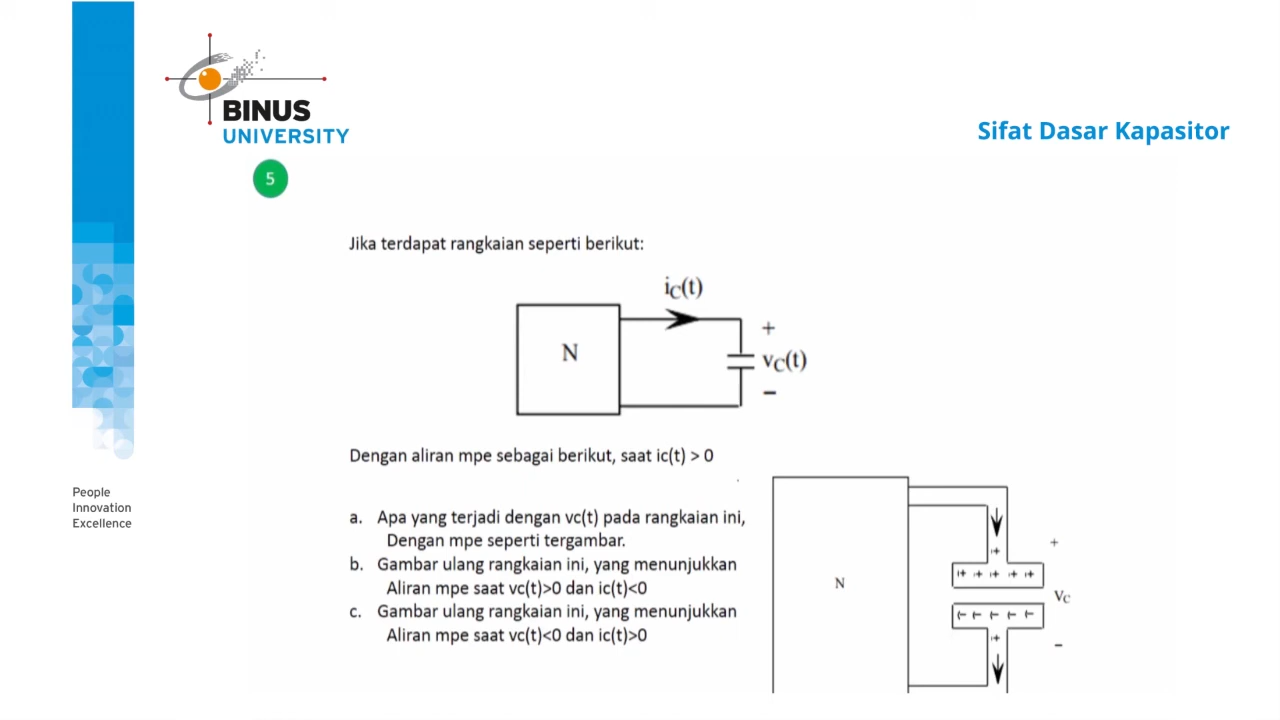 BINUS
UNIVERSITY
Sifat Dasar Kapasitor
5
Jika terdapat rangkaian seperti berikut:
iC(t)
+
N
vC(t)
−
Dengan aliran mpe sebagai berikut, saat ic(t) > 0
People
Innovation
Excellence
a. Apa yang terjadi dengan vc(t) pada rangkaian ini,
Dengan mpe seperti tergambar.
b. Gambar ulang rangkaian ini, yang menunjukkan
Aliran mpe saat vc(t)>0 dan ic(t)<0
c. Gambar ulang rangkaian ini, yang menunjukkan
Aliran mpe saat vc(t)<0 dan ic(t)>0
+
+
+ + + + +
N
VC
− − − − −
+
−